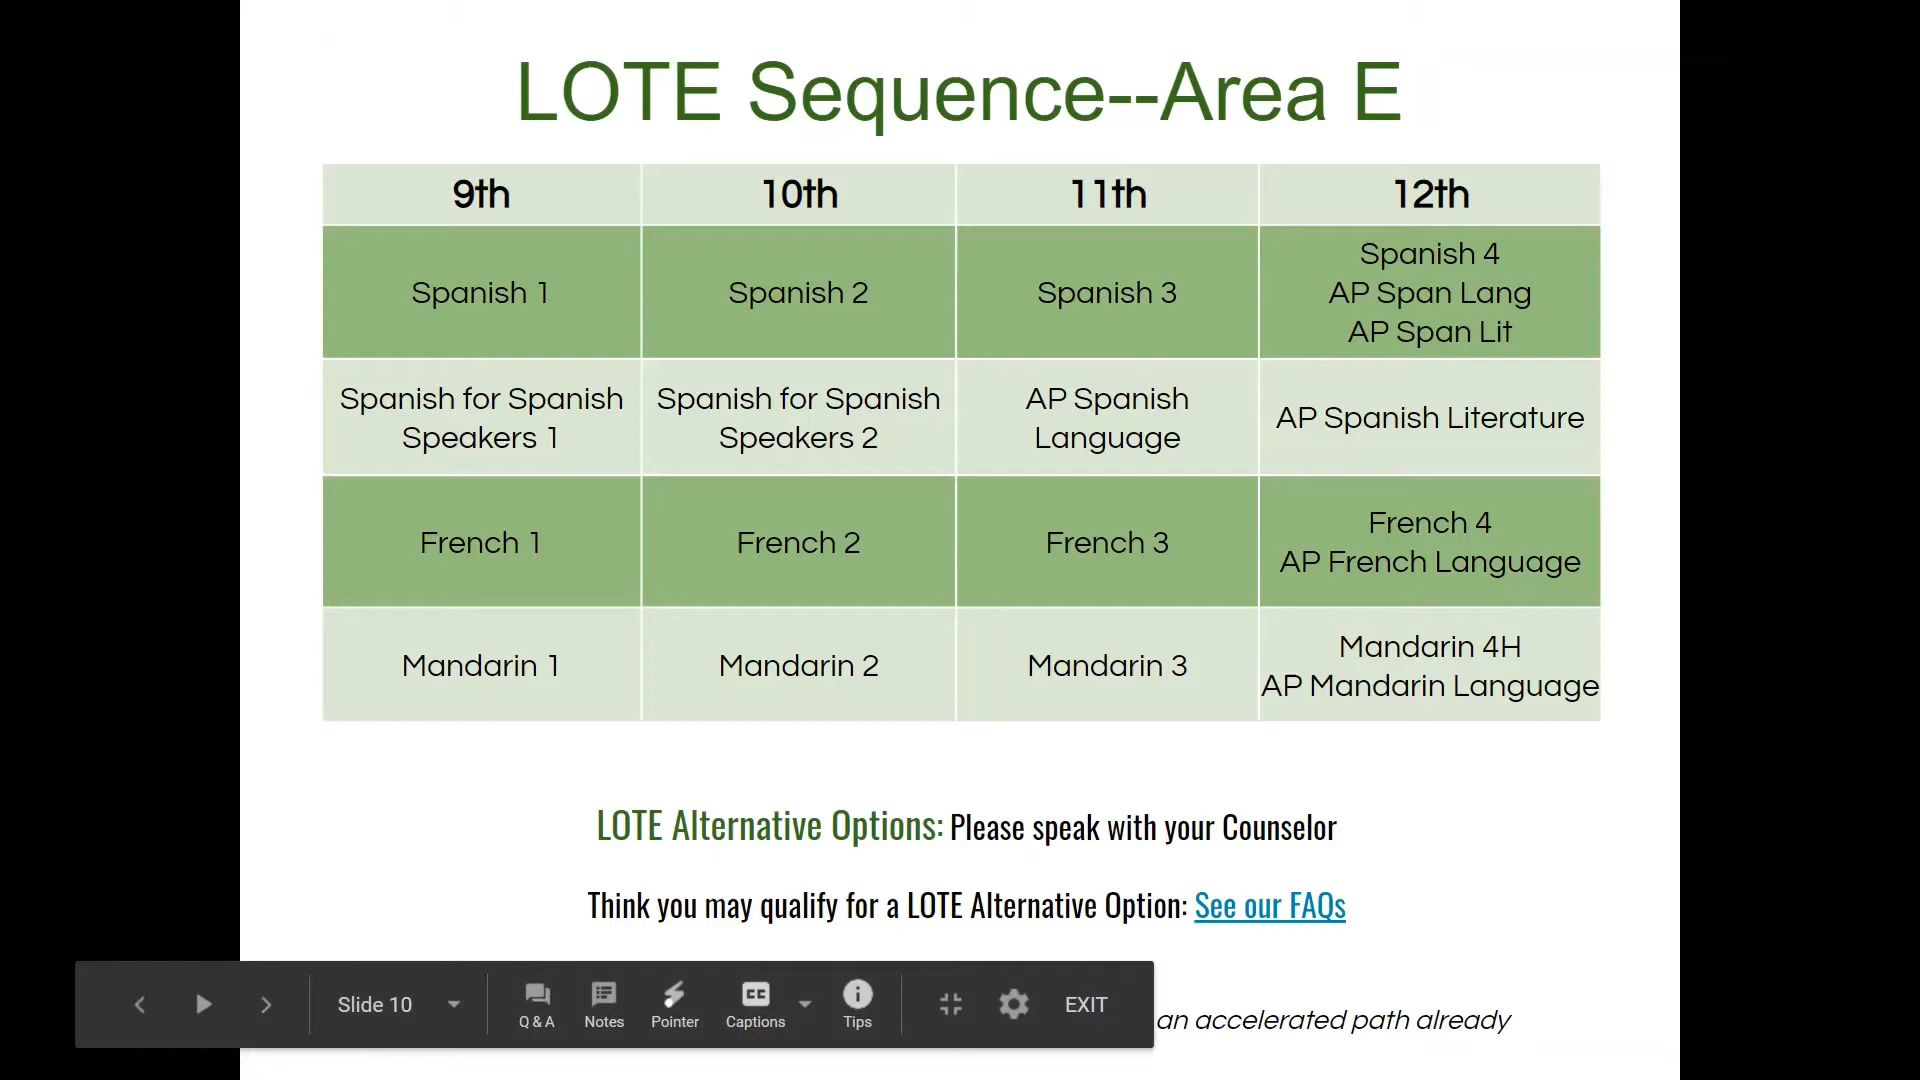 LOTE Sequence--Area E
9th 10th 11th 12th
Spanish 1 Spanish 2 Spanish 3 Spanish 4
AP Span Lang
AP Span Lit
Spanish for Spanish
Speakers 1
Spanish for Spanish
Speakers 2
AP Spanish
Language
AP Spanish Literature
French 1 French 2 French 3 French 4
AP French Language
Mandarin 1 Mandarin 2 Mandarin 3 Mandarin 4H
AP Mandarin Language
LOTE Alternative Options: Please speak with your Counselor
Think you may qualify for a LOTE Alternative Option: See our FAQs
an accelerated path already
Slide 10 Q & A Notes Pointer CC Captions Tips EXIT